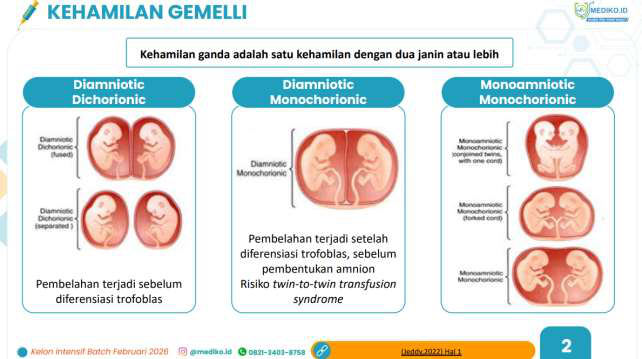 KEHAMILAN GEMELLI
MEDIKO.ID
Kehamilan ganda adalah satu kehamilan dengan dua janin atau lebih
Diamniotic
Dichorionic
Diamniotic
Dichorionic
(fused)
Diamniotic
Dichorionic
(separated )
Pembelahan terjadi sebelum
diferensiasi trofoblas
Diamniotic
Monochorionic
Diamniotic
Monochorionic
Pembelahan terjadi setelah
diferensiasi trofoblas, sebelum
pembentukan amnion
Risiko twin-to-twin transfusion
syndrome
Monoamniotic
Monochorionic
Monoamniotic
Monochorionic
(conjoined twins,
with one cord)
Monoamniotic
Monochorionic
(forked cord)
Monoamniotic
Monochorionic
Kelon Intensif Batch Februari 2026
@mediko.id
0821-3403-8758
(Jeddy,2022) Hal 1
2